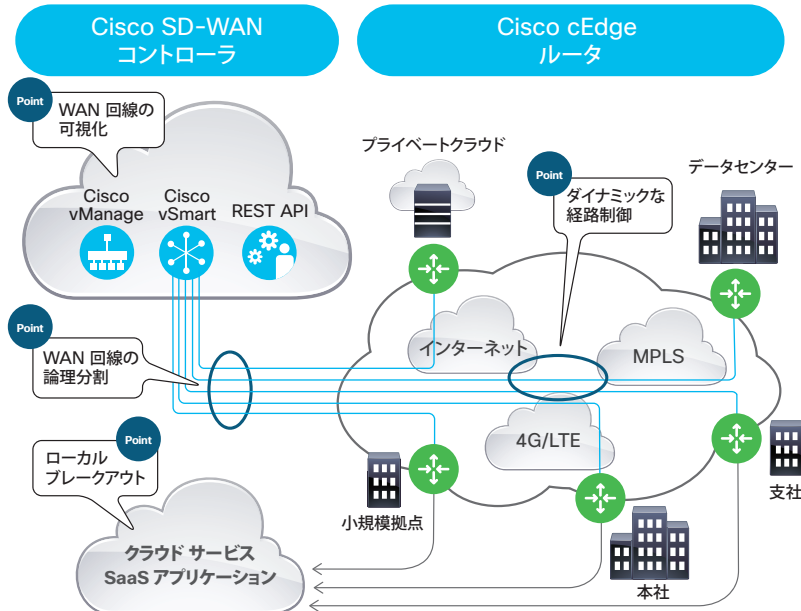 Cisco SD-WAN
コントローラ
Cisco cEdge
ルータ
Point
WAN 回線の
可視化
Cisco
vManage
Cisco
vSmart
REST API
プライベートクラウド
Point
ダイナミックな
経路制御
データセンター
Point
WAN 回線の
論理分割
インターネット
MPLS
4G/LTE
Point
ローカル
ブレークアウト
小規模拠点
支社
本社
クラウド サービス
SaaS アプリケーション